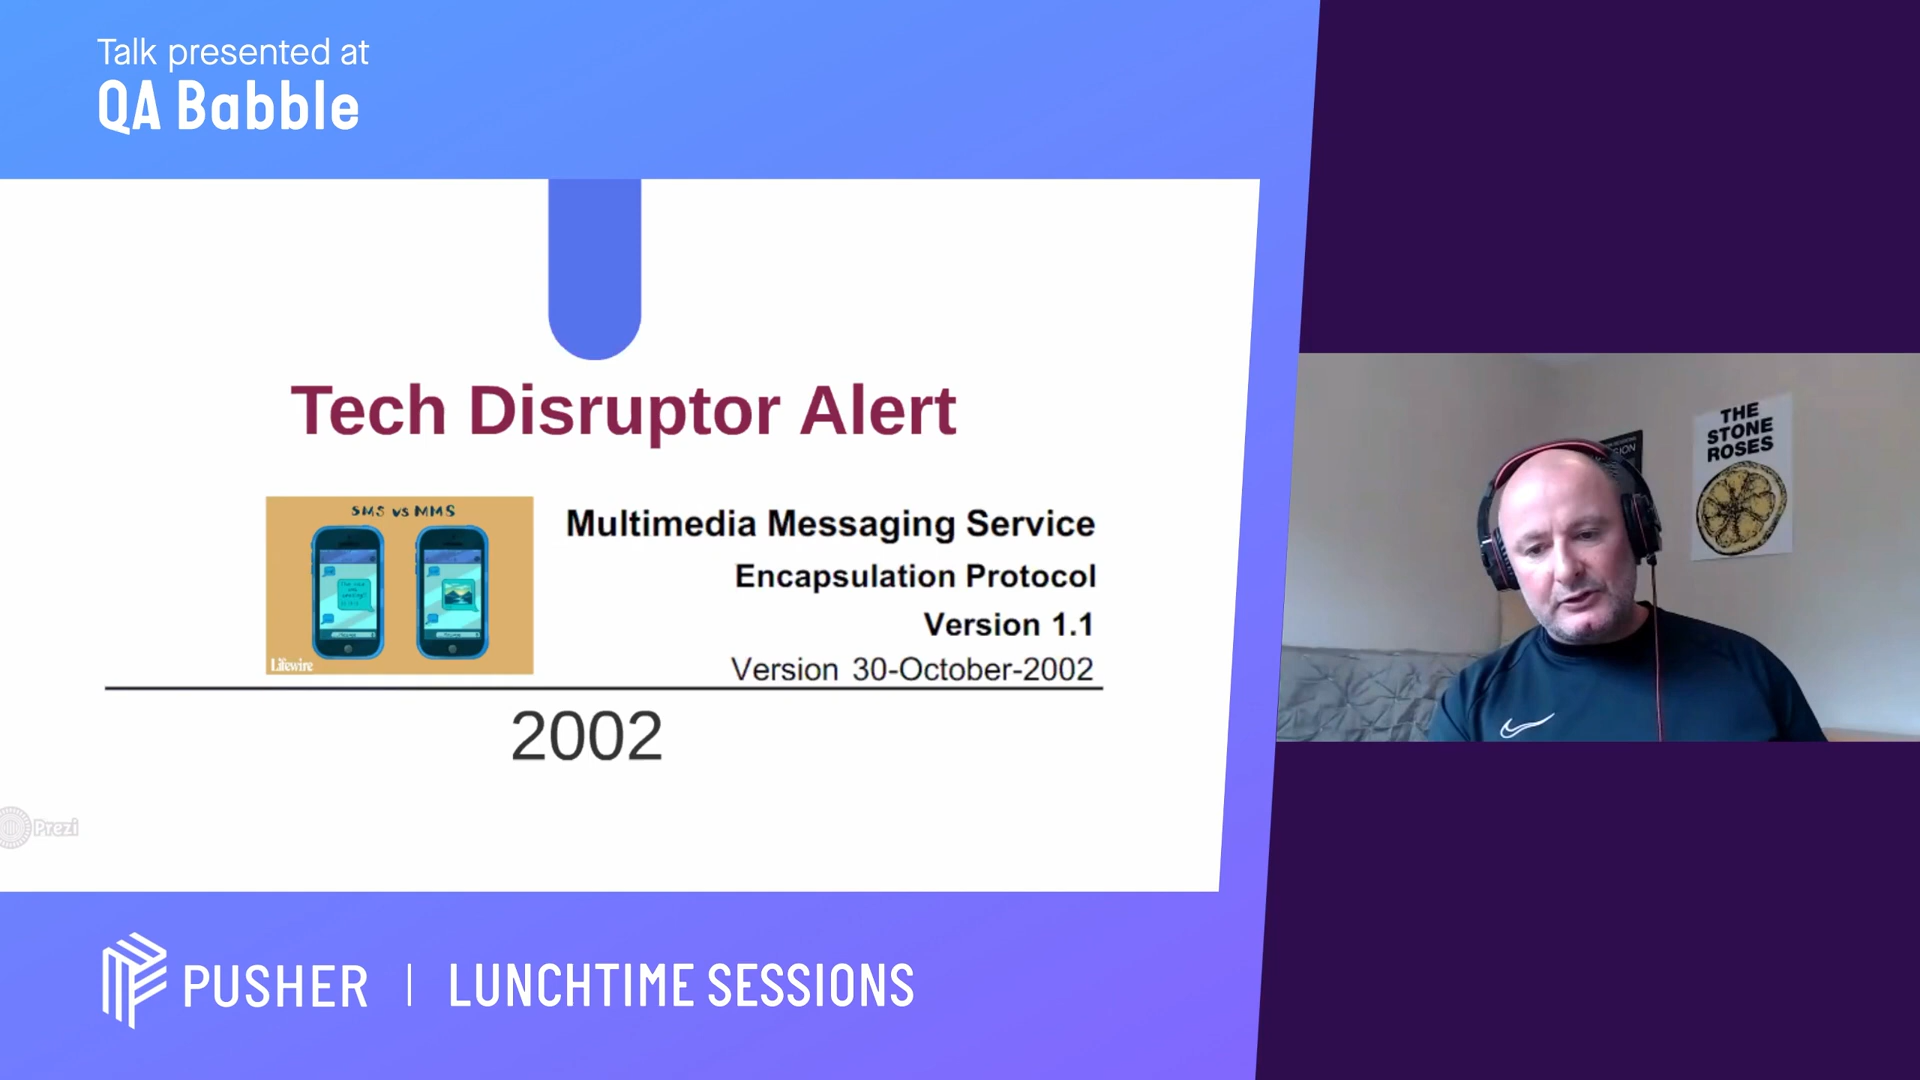 Talk presented at
QA Babble
Tech Disruptor Alert
SMS vs MMS
Lifewire
Multimedia Messaging Service
Encapsulation Protocol
Version 1.1
Version 30-October-2002
2002
Prezi
PUSHER | LUNCHTIME SESSIONS
THE
STONE
ROSES